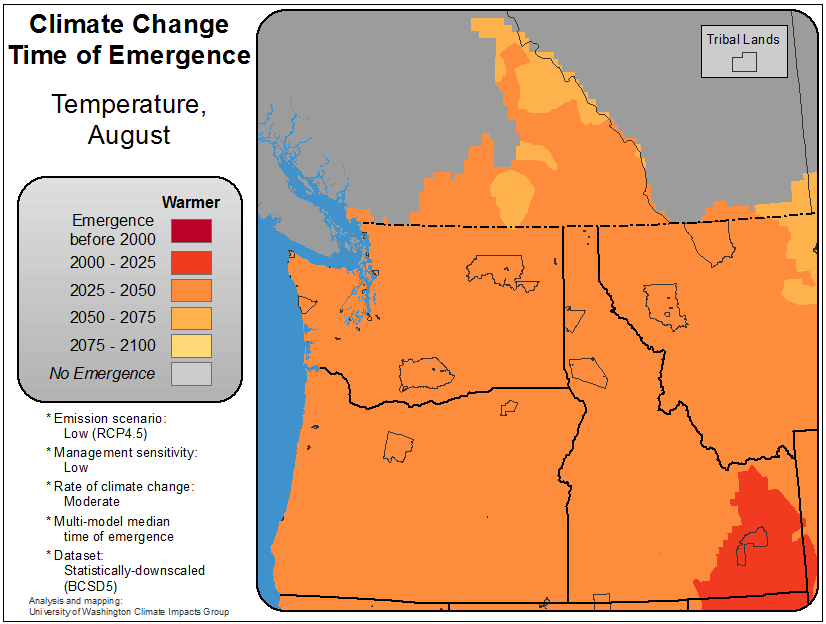 Climate Change
Time of Emergence
Temperature,
August
Warmer
Emergence
before 2000
2000 - 2025
2025 - 2050
2050 - 2075
2075 - 2100
No Emergence
* Emission scenario:
Low (RCP4.5)
* Management sensitivity:
Low
* Rate of climate change:
Moderate
* Multi-model median
time of emergence
* Dataset:
Statistically-downscaled
(BCSD5)
Analysis and mapping:
University of Washington Climate Impacts Group
Tribal Lands